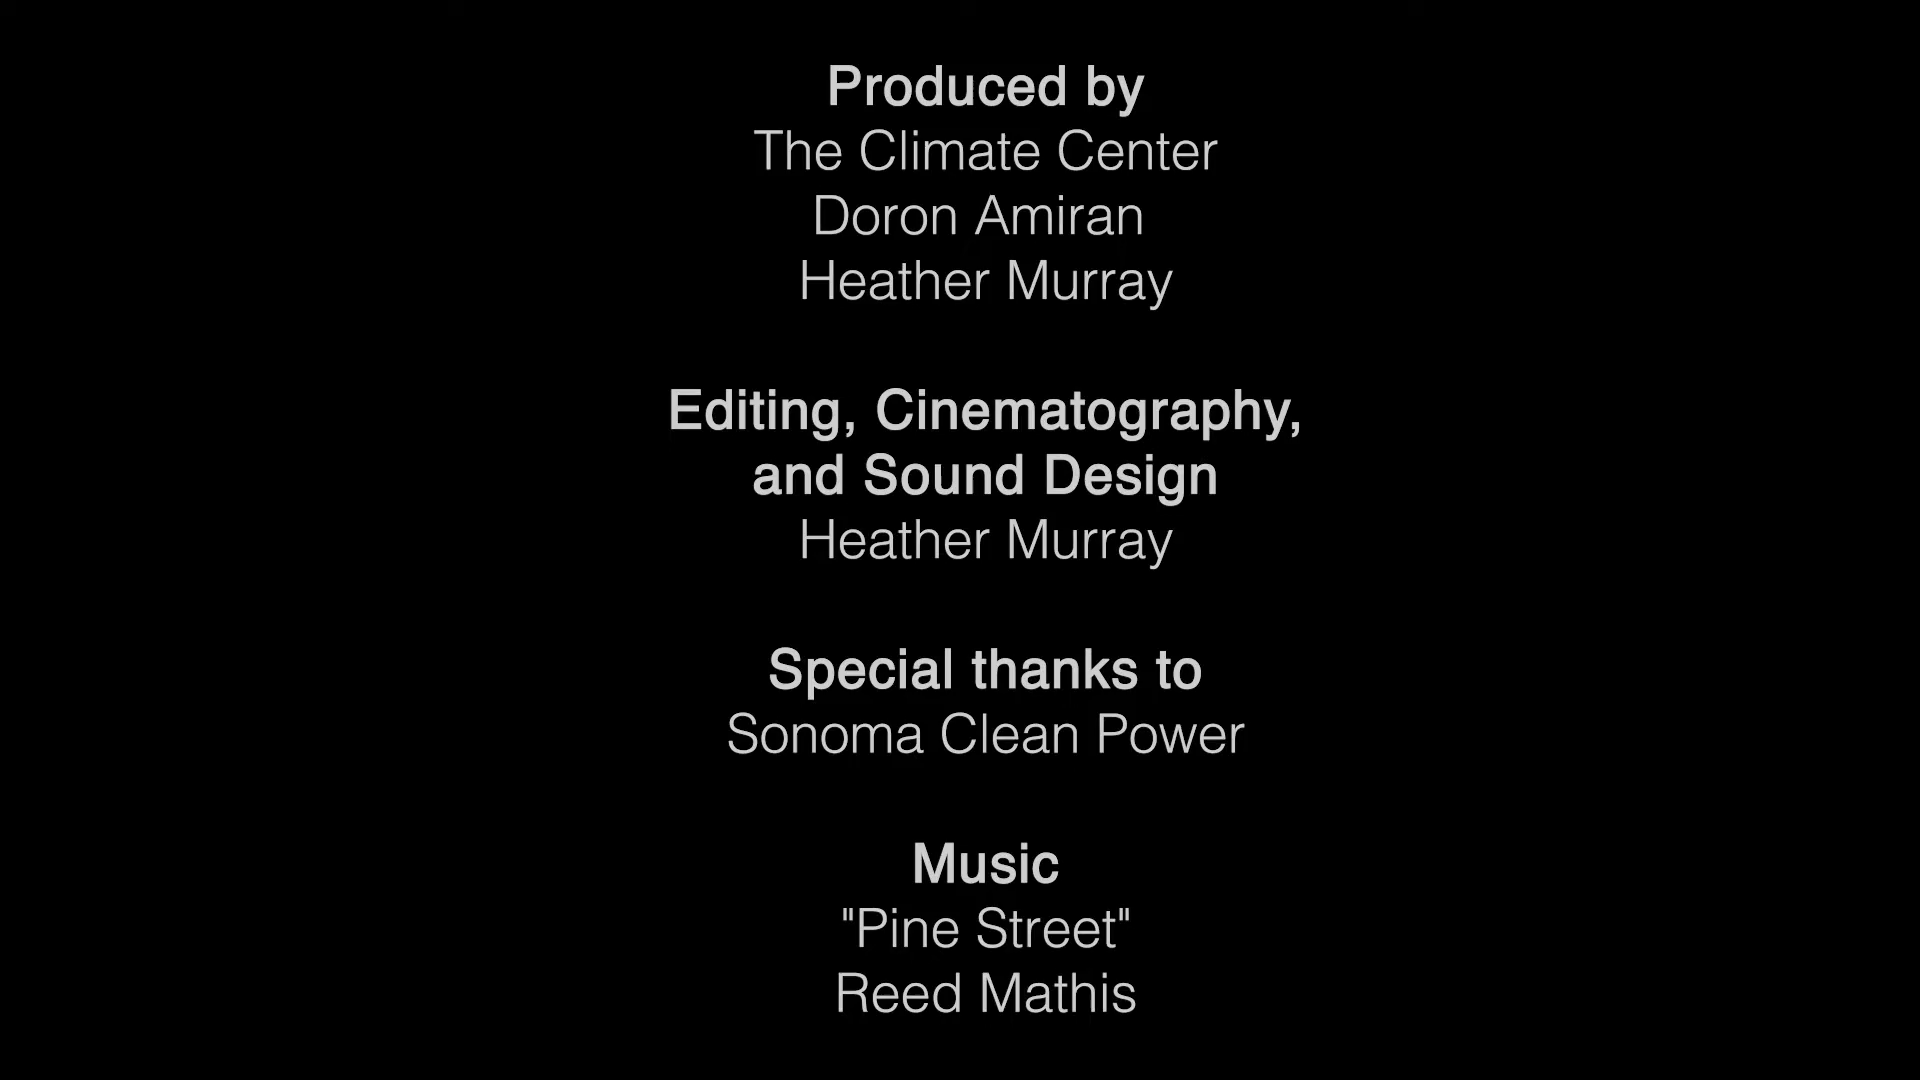 Produced by
The Climate Center
Doron Amiran
Heather Murray
Editing, Cinematography,
and Sound Design
Heather Murray
Special thanks to
Sonoma Clean Power
Music
"Pine Street"
Reed Mathis